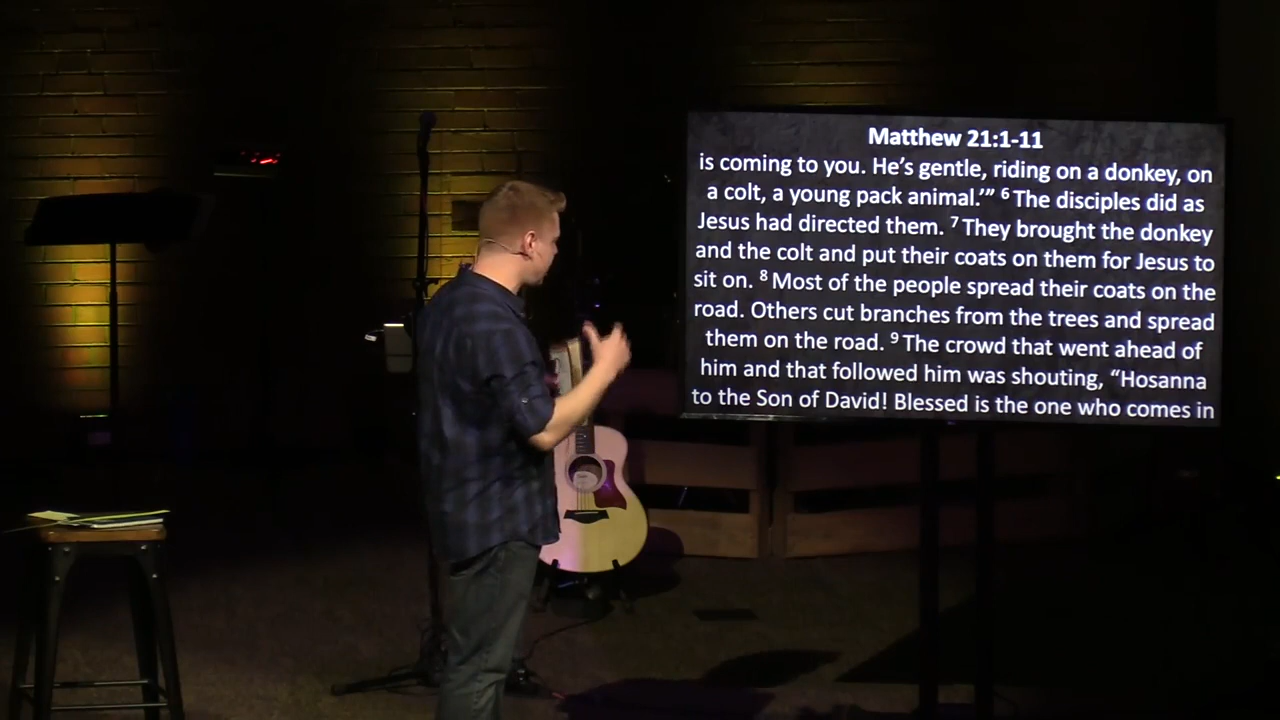 Matthew 21:1-11
is coming to you. He’s gentle, riding on a donkey, on
a colt, a young pack animal.’” ⁶ The disciples did as
Jesus had directed them. ⁷ They brought the donkey
and the colt and put their coats on them for Jesus to
sit on. ⁸ Most of the people spread their coats on the
road. Others cut branches from the trees and spread
them on the road. ⁹ The crowd that went ahead of
him and that followed him was shouting, “Hosanna
to the Son of David! Blessed is the one who comes in